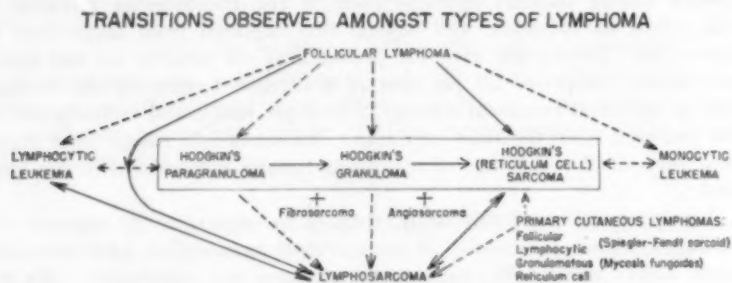 TRANSITIONS OBSERVED AMONGST TYPES OF LYMPHOMA
FOLLICULAR LYMPHOMA
LYMPHOCYTIC
LEUKEMIA
HODGKIN'S
PARAGRANULOMA
HODGKIN'S
GRANULOMA
HODGKIN'S
(RETICULUM CELL)
SARCOMA
MONOCYTIC
LEUKEMIA
+
Fibrosarcoma
+
Angiosarcoma
PRIMARY CUTANEOUS LYMPHOMAS:
Follicular
Lymphocytic (Spiegler-Fendt sarcoid)
Granulomatous (Mycosis fungoides)
Reticulum cell
LYMPHOSARCOMA